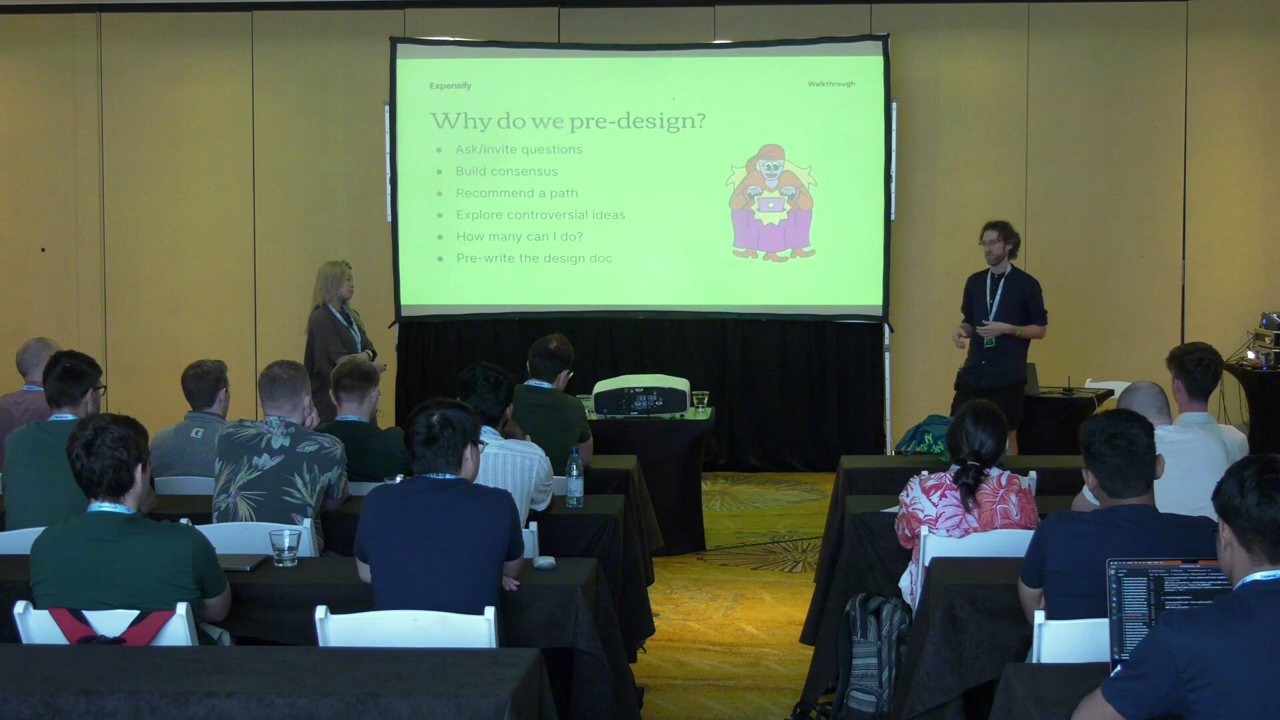 Expensify
Walkthrough
Why do we pre-design?
Ask/invite questions
Build consensus
Recommend a path
Explore controversial ideas
How many can I do?
Pre-write the design doc